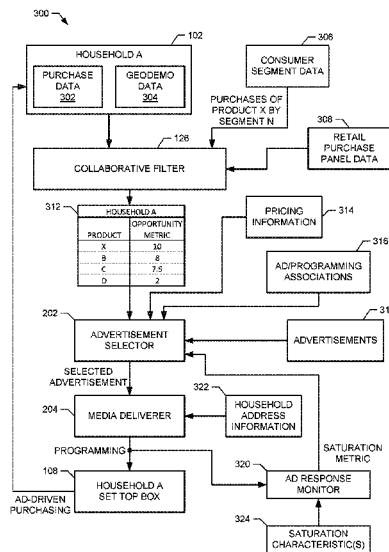 300
102
HOUSEHOLD A
PURCHASE DATA 302
GEODEMO DATA 304
306
CONSUMER SEGMENT DATA
PURCHASES OF PRODUCT X BY SEGMENT N
308
RETAIL PURCHASE PANEL DATA
126
COLLABORATIVE FILTER
312
HOUSEHOLD A
PRODUCT OPPORTUNITY METRIC
X 10
B 8
C 7.5
D 2
314
PRICING INFORMATION
316
AD/PROGRAMMING ASSOCIATIONS
202
ADVERTISEMENT SELECTOR
ADVERTISEMENTS
SELECTED ADVERTISEMENT
322
204
MEDIA DELIVERER
HOUSEHOLD ADDRESS INFORMATION
SATURATION METRIC
PROGRAMMING
108
HOUSEHOLD A SET TOP BOX
AD-DRIVEN PURCHASING
320
AD RESPONSE MONITOR
324
SATURATION CHARACTERISTIC(S)